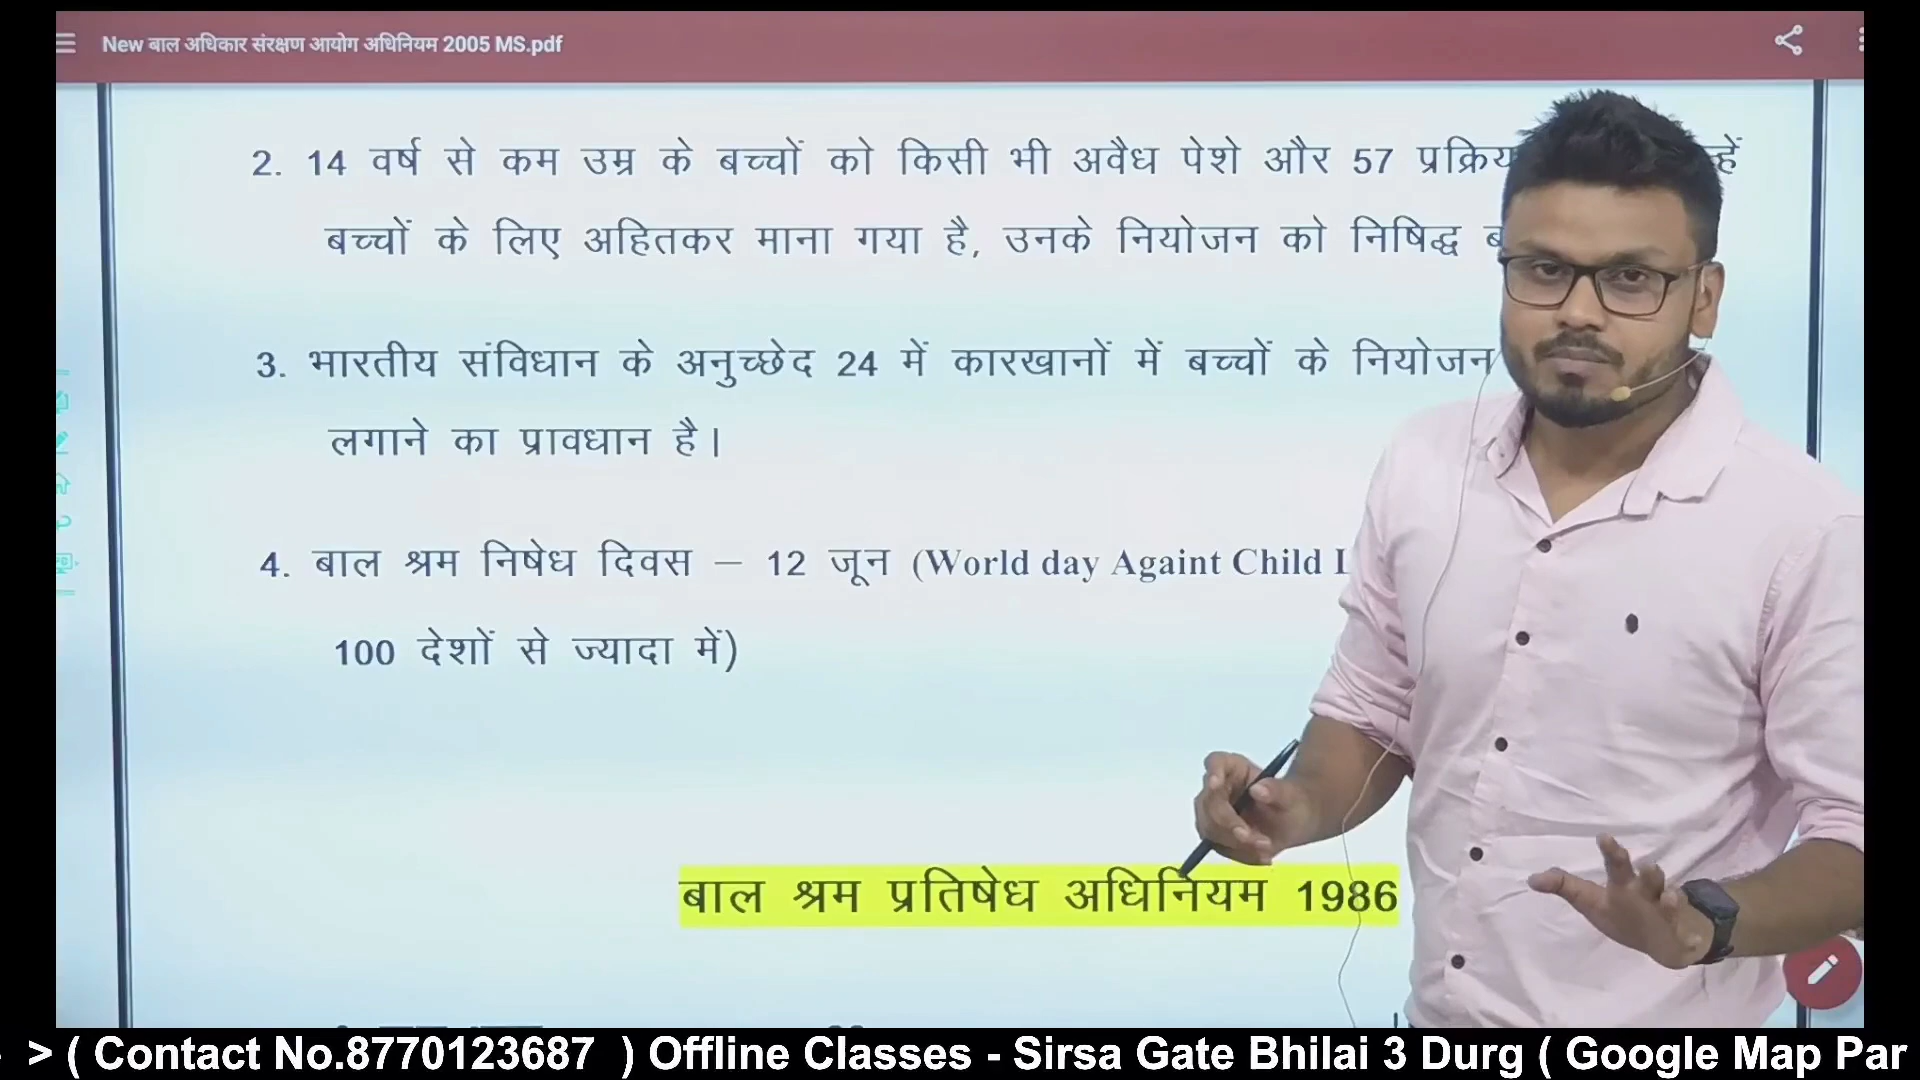 New बाल अधिकार संरक्षण आयोग अधिनियम 2005 MS.pdf
2. 14 वर्ष से कम उम्र के बच्चों को किसी भी अवैध पेशे और 57
बच्चों के लिए अहितकर माना गया है, उनके नियोजन को निषिद्ध
3. भारतीय संविधान के अनुच्छेद 24 में कारखानों में बच्चों के नियोजन
लगाने का प्रावधान है।
4. बाल श्रम निषेध दिवस – 12 जून (World day Againt Child
100 देशों से ज्यादा में)
बाल श्रम प्रतिषेध अधिनियम 1986
> ( Contact No.8770123687 ) Offline Classes - Sirsa Gate Bhilai 3 Durg ( Google Map Par